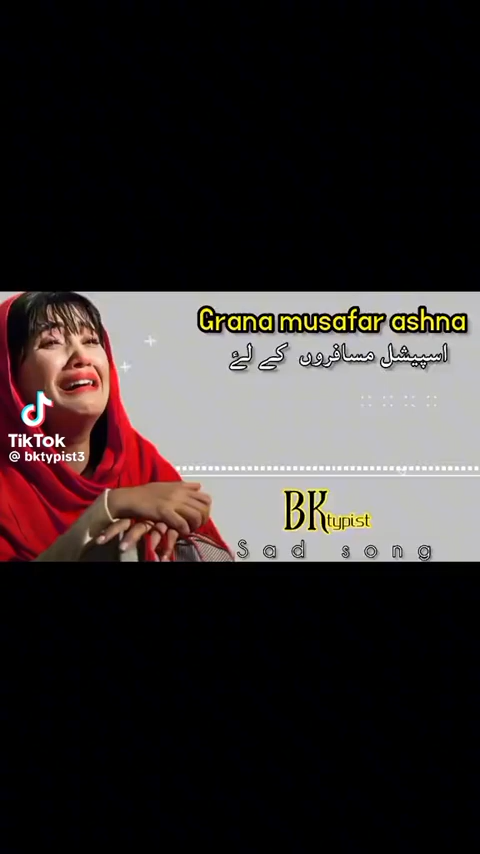 Grana musafar ashna
اسپیشل مسافروں کے لئے
TikTok
@ bktypist3
BKtypist
Sad song